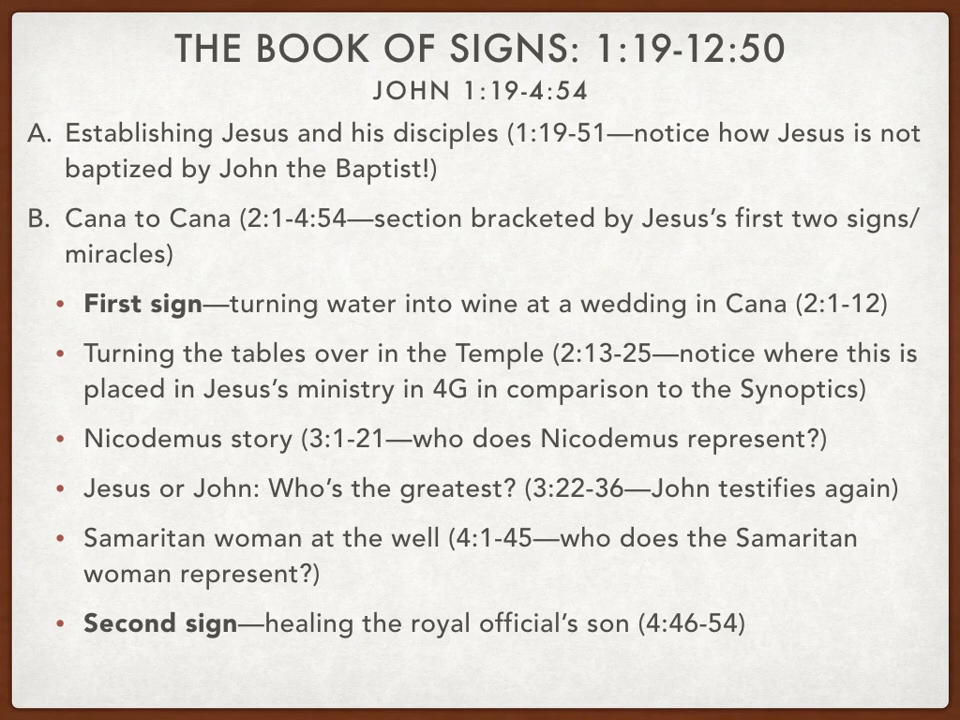 THE BOOK OF SIGNS: 1:19-12:50
JOHN 1:19-4:54
A. Establishing Jesus and his disciples (1:19-51—notice how Jesus is not
baptized by John the Baptist!)
B. Cana to Cana (2:1-4:54—section bracketed by Jesus’s first two signs/
miracles)
• First sign—turning water into wine at a wedding in Cana (2:1-12)
• Turning the tables over in the Temple (2:13-25—notice where this is
placed in Jesus’s ministry in 4G in comparison to the Synoptics)
• Nicodemus story (3:1-21—who does Nicodemus represent?)
• Jesus or John: Who’s the greatest? (3:22-36—John testifies again)
• Samaritan woman at the well (4:1-45—who does the Samaritan
woman represent?)
• Second sign—healing the royal official’s son (4:46-54)